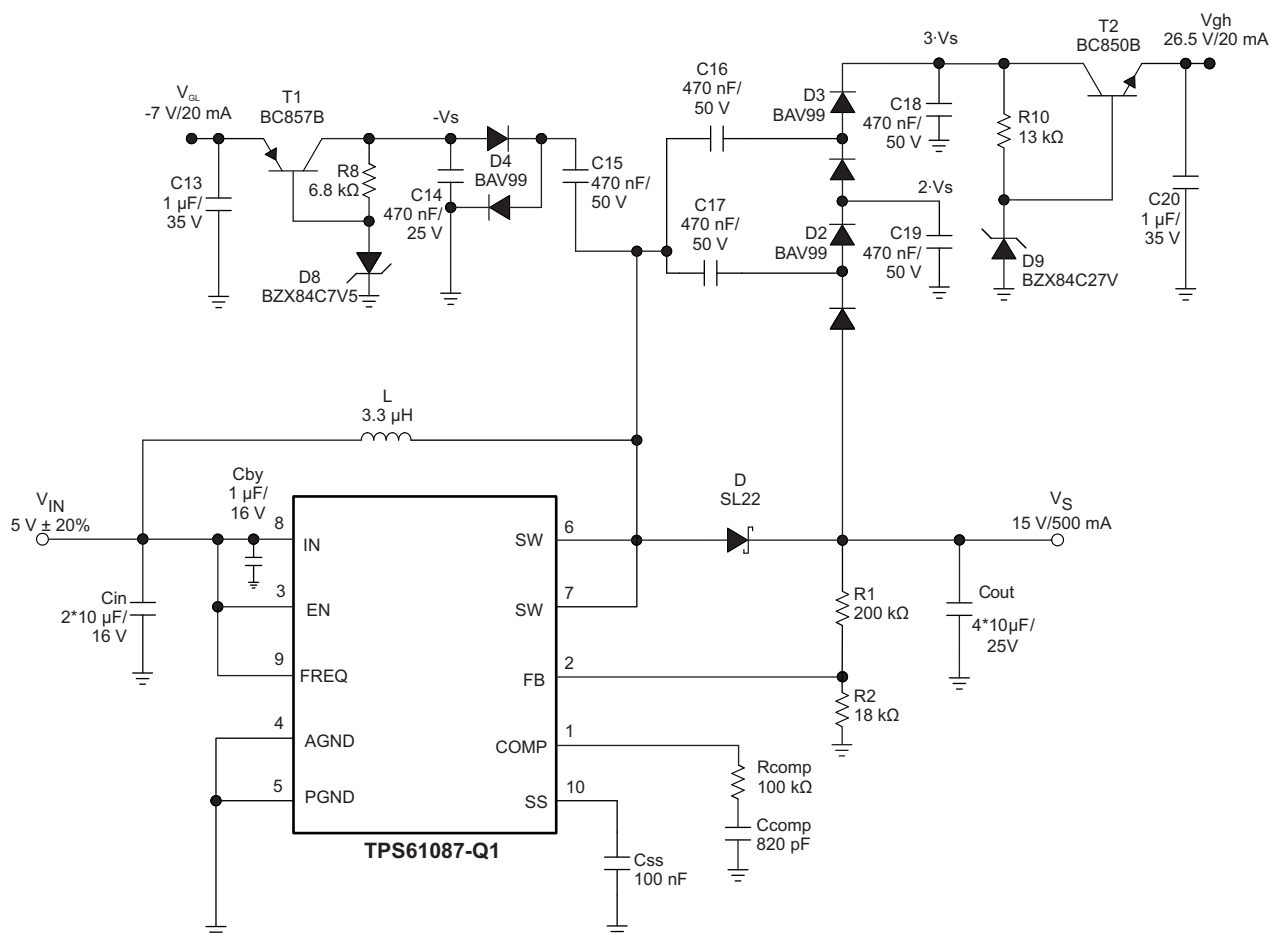 Vgh
26.5 V/20 mA
T2
BC850B
3·Vs
C16
470 nF/
50 V
D3
BAV99
C18
470 nF/
50 V
R10
13 kΩ
V_GL
-7 V/20 mA
T1
BC857B
-Vs
D4
BAV99
R8
6.8 kΩ
C15
470 nF/
50 V
C13
1 µF/
35 V
C14
470 nF/
25 V
C17
470 nF/
50 V
2·Vs
D2
BAV99
C19
470 nF/
50 V
C20
1 µF/
35 V
D8
BZX84C7V5
D9
BZX84C27V
L
3.3 µH
Cby
1 µF/
16 V
V_IN
5 V ± 20%
D
SL22
V_S
15 V/500 mA
8
IN
SW
6
3
EN
SW
7
Cin
2*10 µF/
16 V
R1
200 kΩ
Cout
4*10µF/
25V
9
FREQ
FB
2
R2
18 kΩ
4
AGND
COMP
1
5
PGND
SS
10
Rcomp
100 kΩ
Ccomp
820 pF
TPS61087-Q1
Css
100 nF